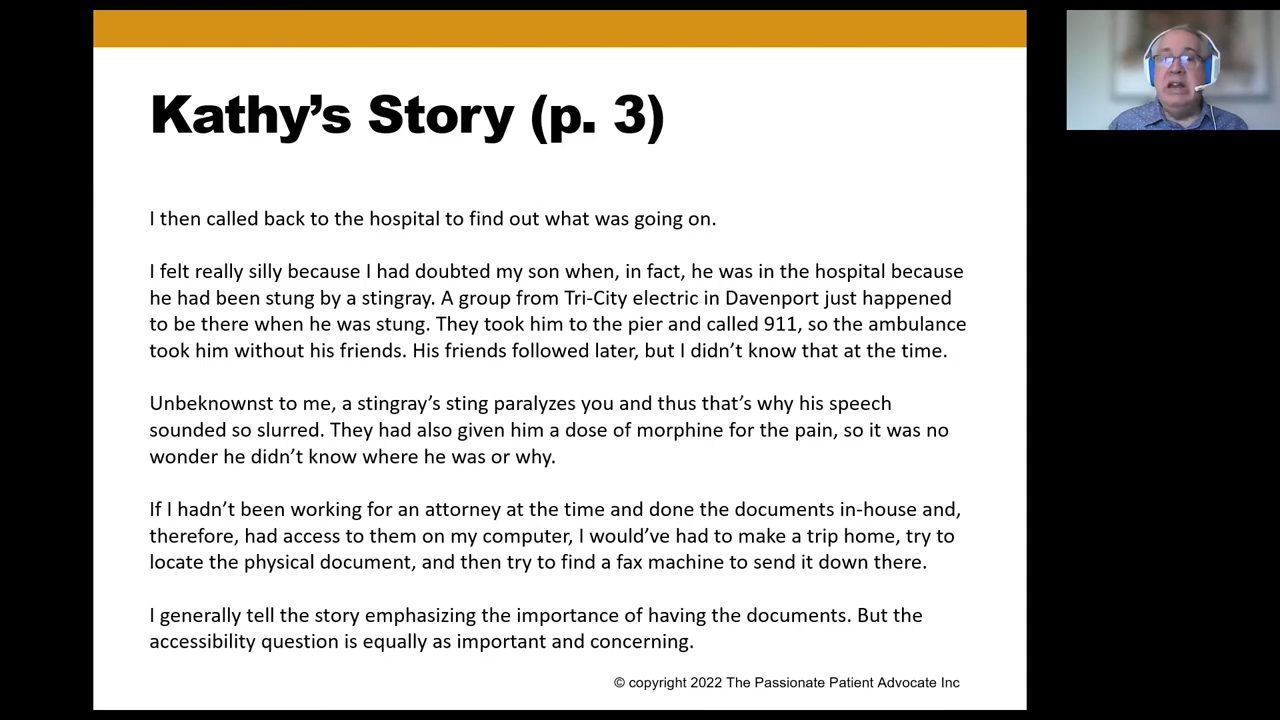 Kathy’s Story (p. 3)
I then called back to the hospital to find out what was going on.
I felt really silly because I had doubted my son when, in fact, he was in the hospital because
he had been stung by a stingray. A group from Tri-City electric in Davenport just happened
to be there when he was stung. They took him to the pier and called 911, so the ambulance
took him without his friends. His friends followed later, but I didn’t know that at the time.
Unbeknownst to me, a stingray’s sting paralyzes you and thus that’s why his speech
sounded so slurred. They had also given him a dose of morphine for the pain, so it was no
wonder he didn’t know where he was or why.
If I hadn’t been working for an attorney at the time and done the documents in-house and,
therefore, had access to them on my computer, I would’ve had to make a trip home, try to
locate the physical document, and then try to find a fax machine to send it down there.
I generally tell the story emphasizing the importance of having the documents. But the
accessibility question is equally as important and concerning.
© copyright 2022 The Passionate Patient Advocate Inc